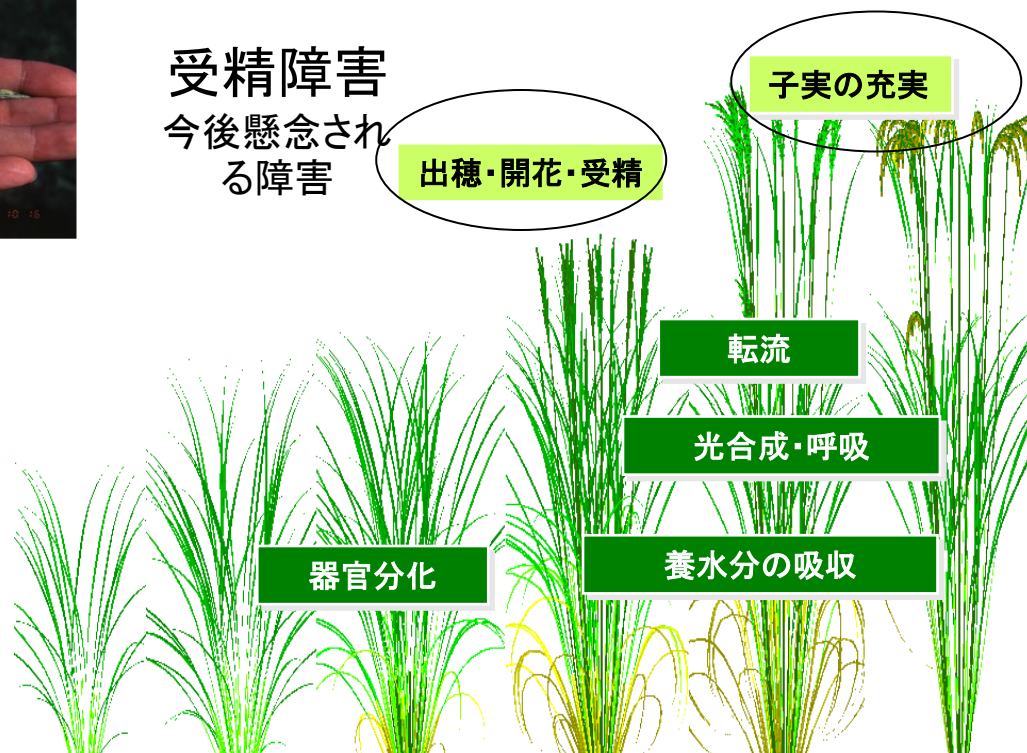 受精障害
今後懸念され
る障害
出穂・開花・受精
子実の充実
転流
光合成・呼吸
器官分化
養水分の吸収
10 16